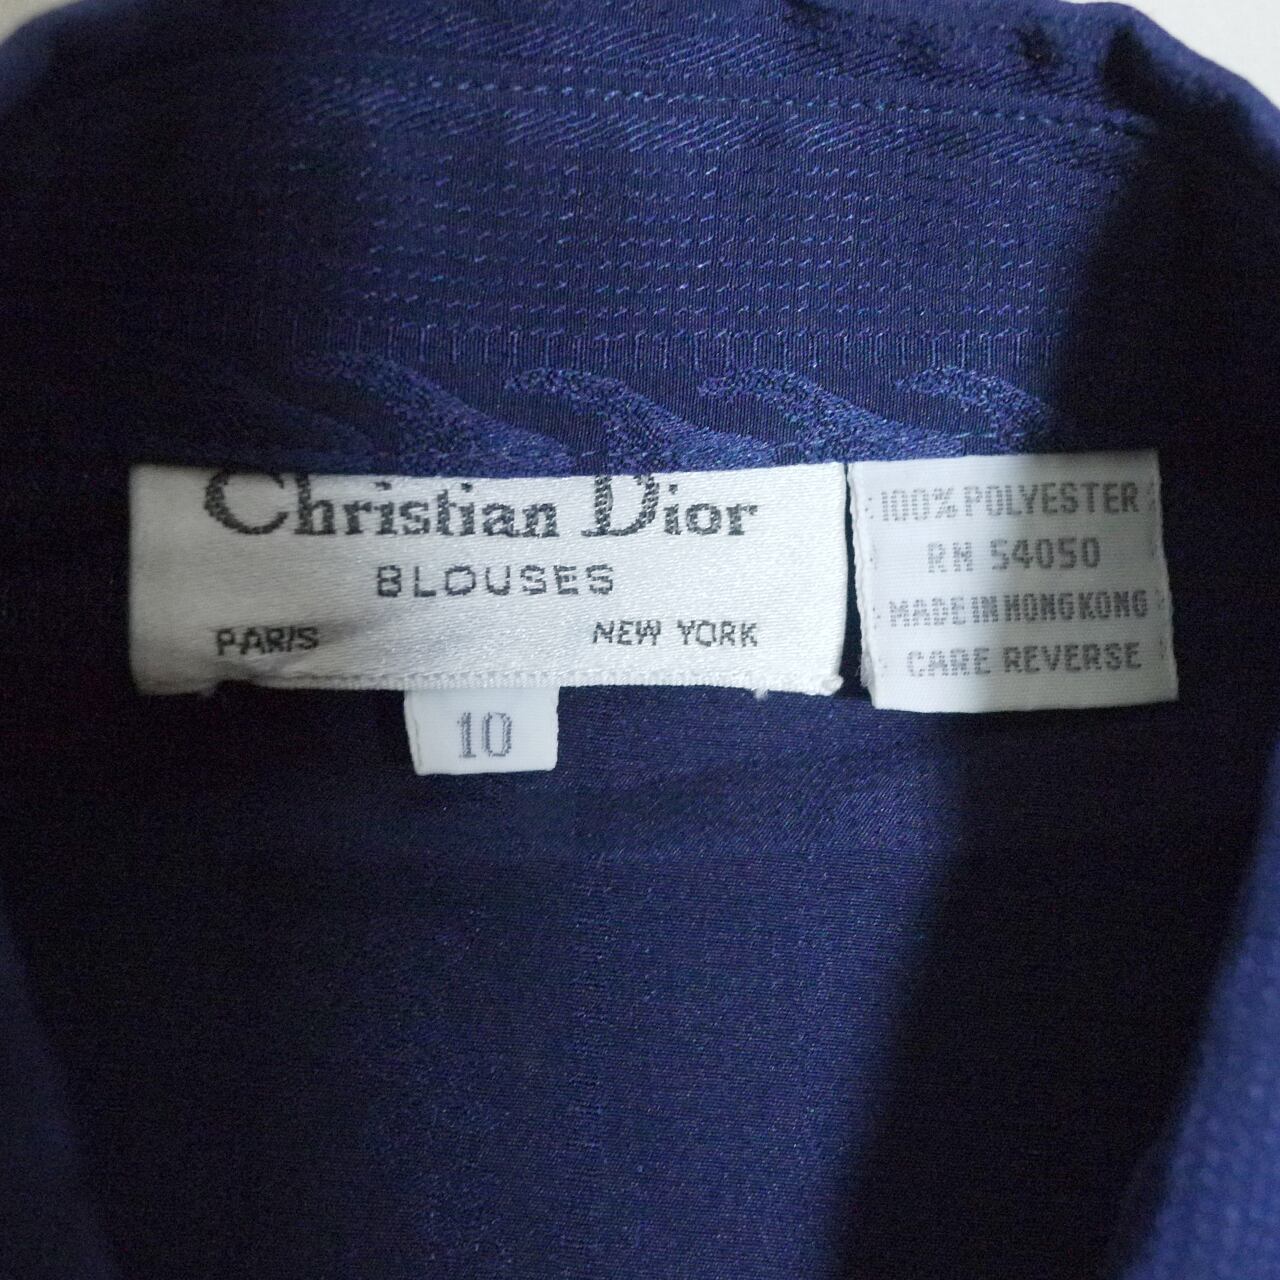 Christian Dior
BLOUSES
PARIS NEW YORK
10
100% POLYESTER
RN 54050
MADE IN HONG KONG
CARE REVERSE